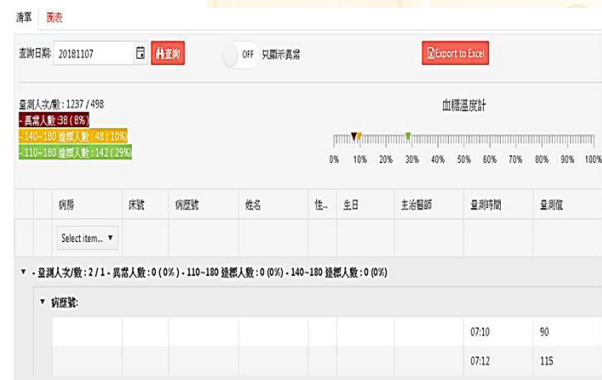 清單 圖表
查詢日期: 20181107 查詢 OFF 只顯示異常 Export to Excel
量測人次/數 : 1237 / 498
- 異常人數 :38 ( 8%)
- 140~180 達標人數 : 48 ( 10%)
- 110~180 達標人數 : 142 ( 29%)
血糖溫度計
0% 10% 20% 30% 40% 50% 60% 70% 80% 90% 100%
病房 床號 病歷號 姓名 性... 生日 主治醫師 量測時間 量測值
Select item... ▼
- 量測人次/數 : 2 / 1 - 異常人數 : 0 ( 0% ) - 110~180 達標人數 : 0 (0%) - 140~180 達標人數 : 0 (0%)
病歷號:
07:10 90
07:12 115